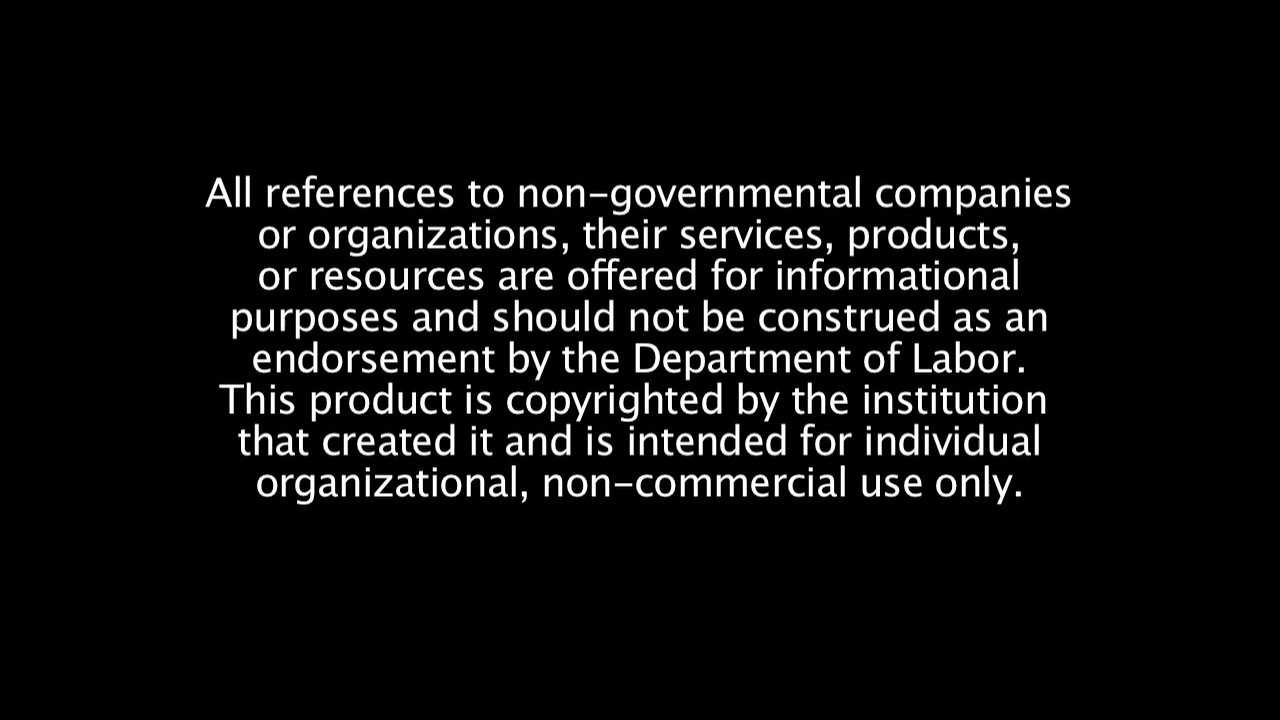 All references to non-governmental companies
or organizations, their services, products,
or resources are offered for informational
purposes and should not be construed as an
endorsement by the Department of Labor.
This product is copyrighted by the institution
that created it and is intended for individual
organizational, non-commercial use only.